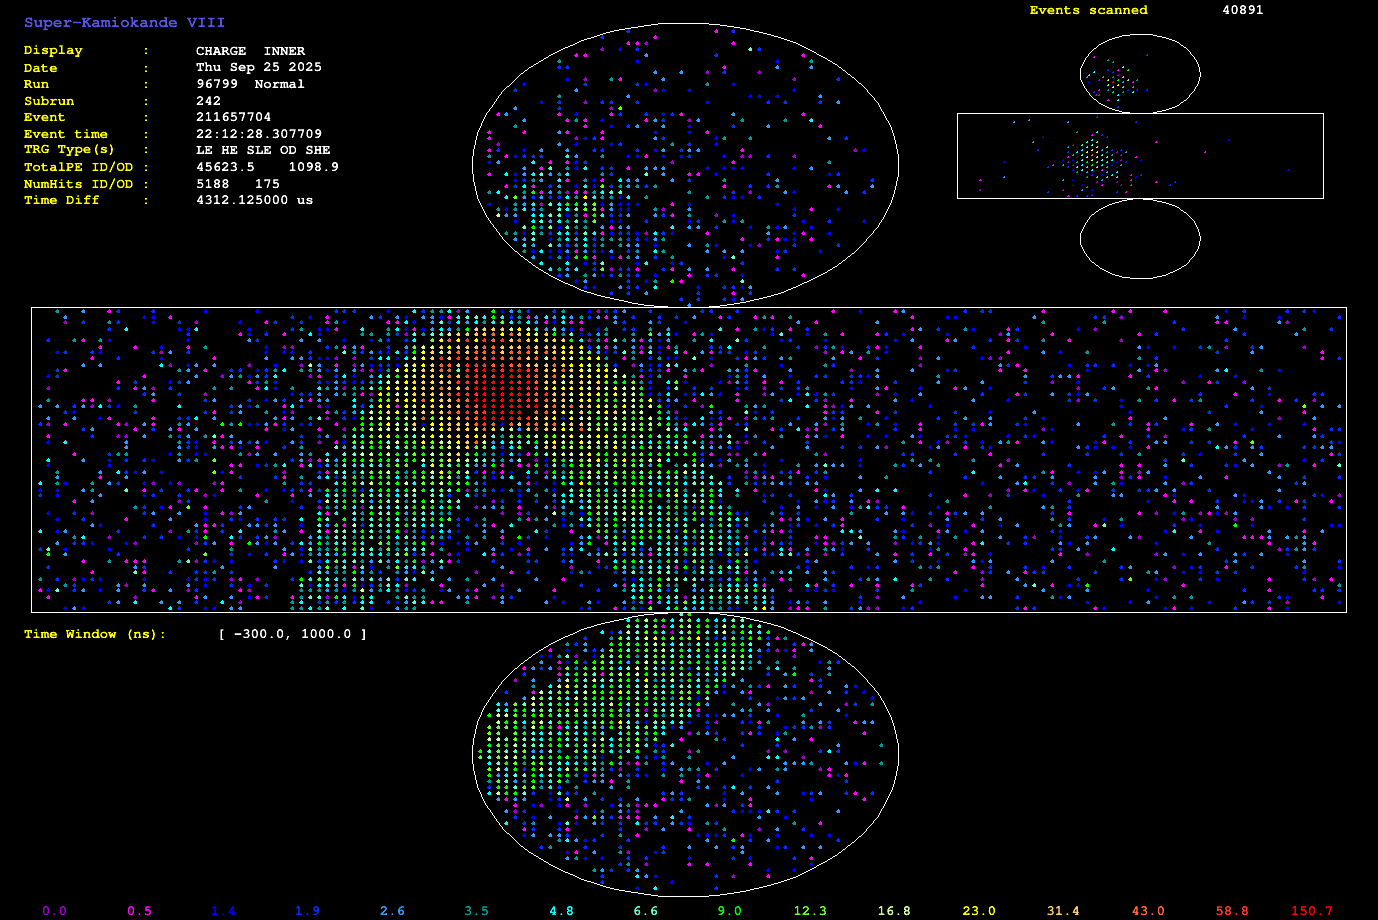 Super-Kamiokande VIII
Display : CHARGE INNER
Date : Thu Sep 25 2025
Run : 96799 Normal
Subrun : 242
Event : 211657704
Event time : 22:12:28.307709
TRG Type(s) : LE HE SLE OD SHE
TotalPE ID/OD : 45623.5 1098.9
NumHits ID/OD : 5188 175
Time Diff : 4312.125000 us
Events scanned 40891
Time Window (ns): [ -300.0, 1000.0 ]
0.0 0.5 1.4 1.9 2.6 3.5 4.8 6.6 9.0 12.3 16.8 23.0 31.4 43.0 58.8 150.7